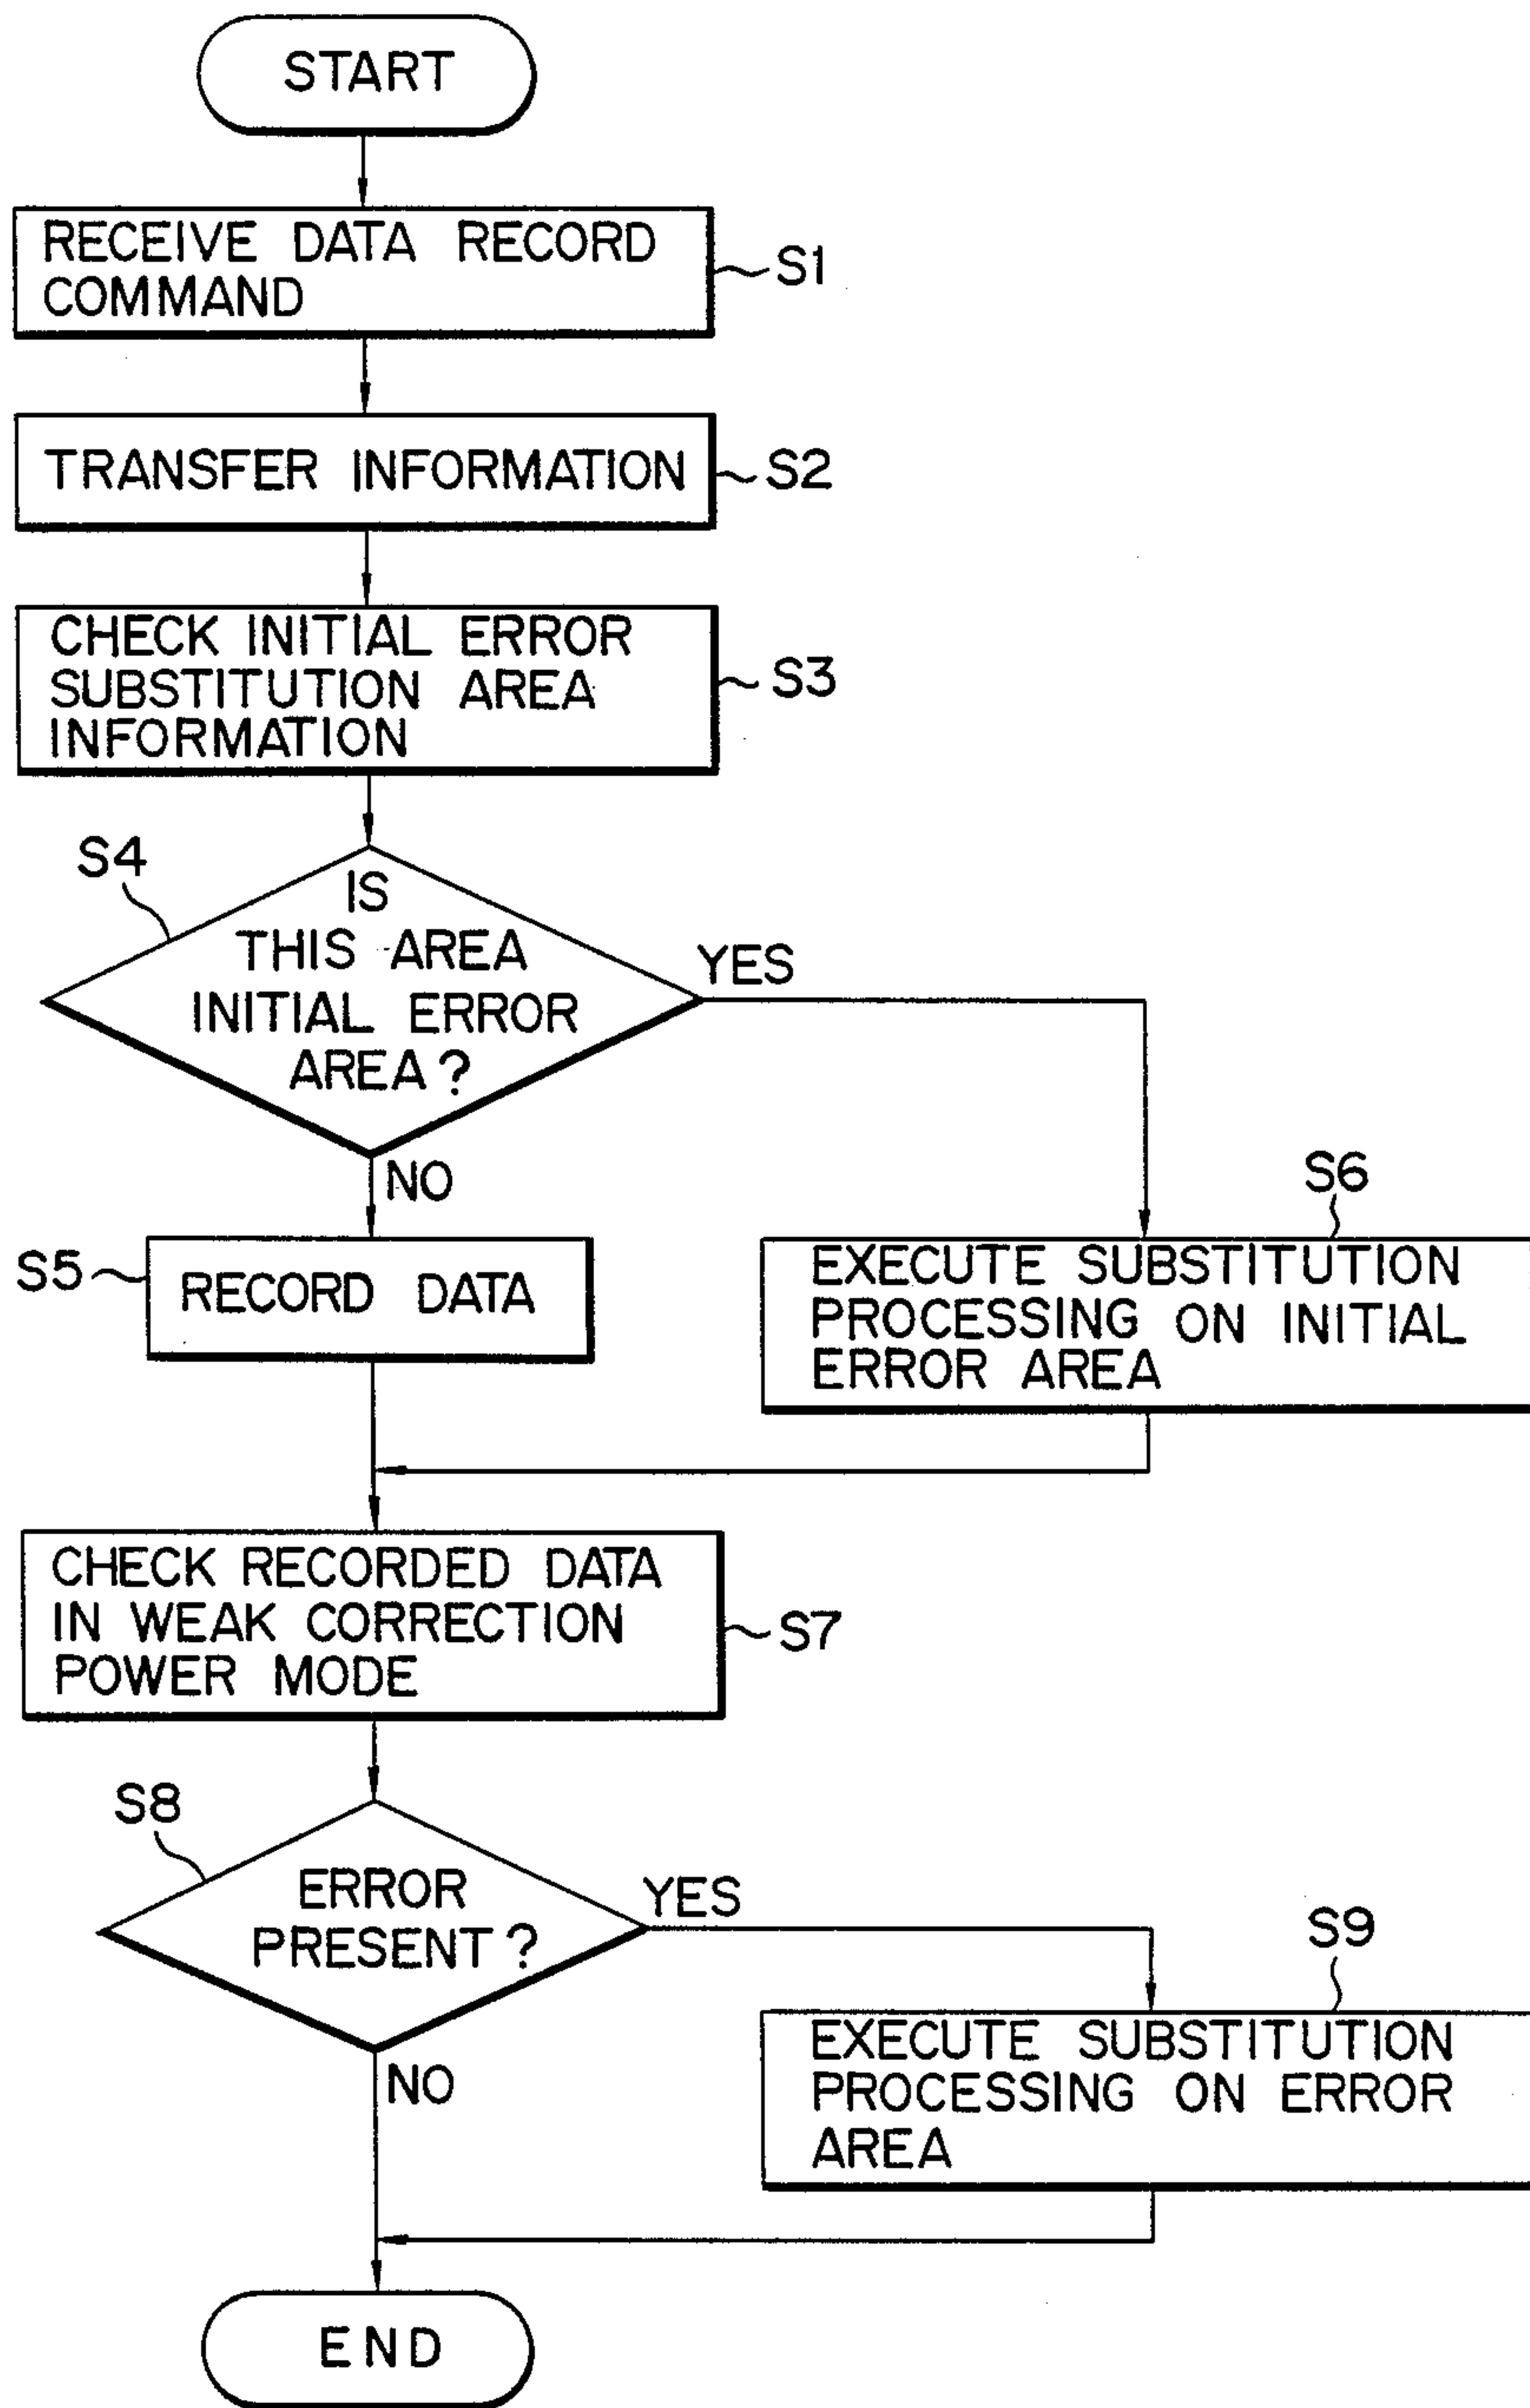 START
RECEIVE DATA RECORD
COMMAND
S1
TRANSFER INFORMATION
S2
CHECK INITIAL ERROR
SUBSTITUTION AREA
INFORMATION
S3
S4
IS
THIS AREA
INITIAL ERROR
AREA?
YES
NO
S5
RECORD DATA
S6
EXECUTE SUBSTITUTION
PROCESSING ON INITIAL
ERROR AREA
CHECK RECORDED DATA
IN WEAK CORRECTION
POWER MODE
S7
S8
ERROR
PRESENT?
YES
NO
S9
EXECUTE SUBSTITUTION
PROCESSING ON ERROR
AREA
END